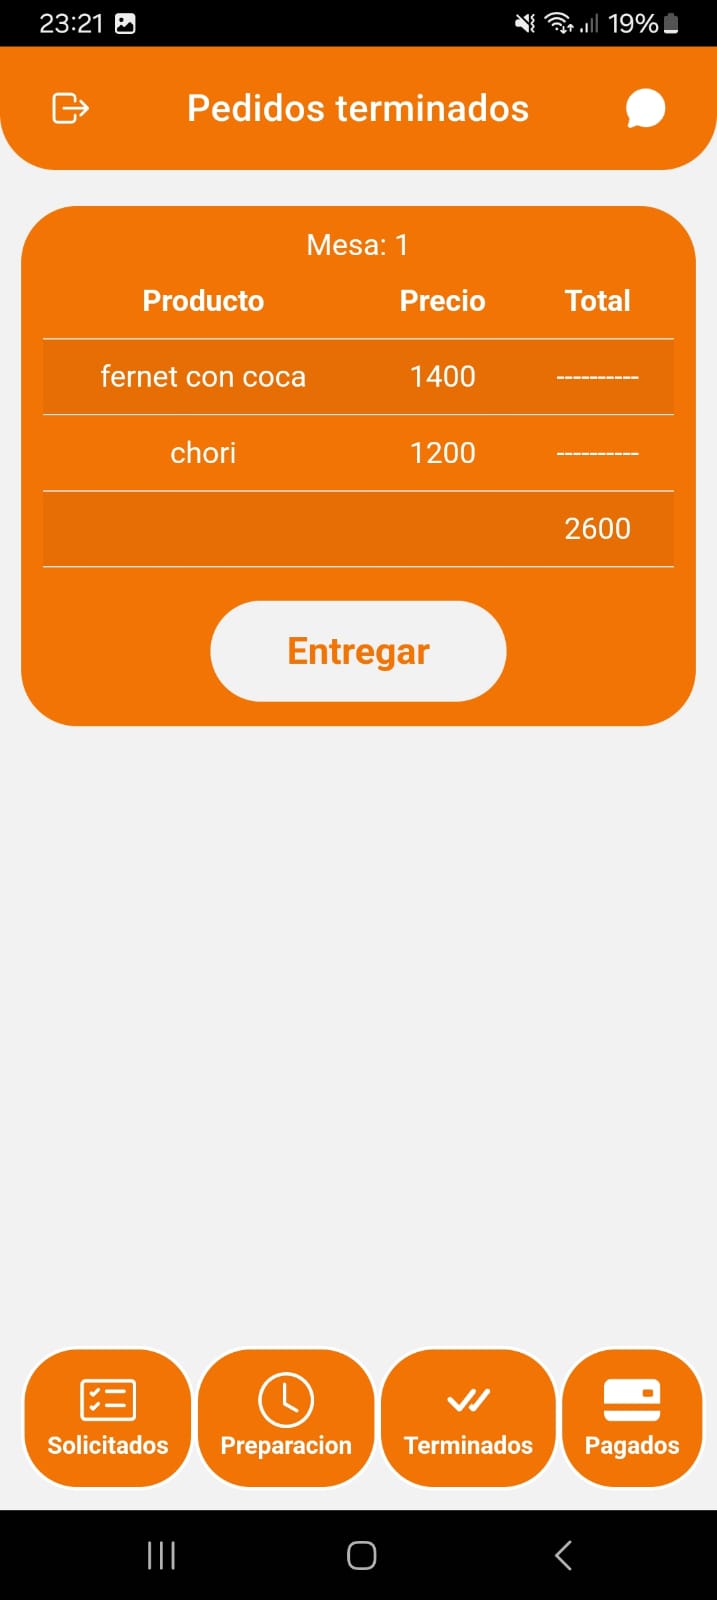 23:21 19%
Pedidos terminados
Mesa: 1
Producto Precio Total
fernet con coca 1400 ----------
chori 1200 ----------
2600
Entregar
Solicitados Preparacion Terminados Pagados